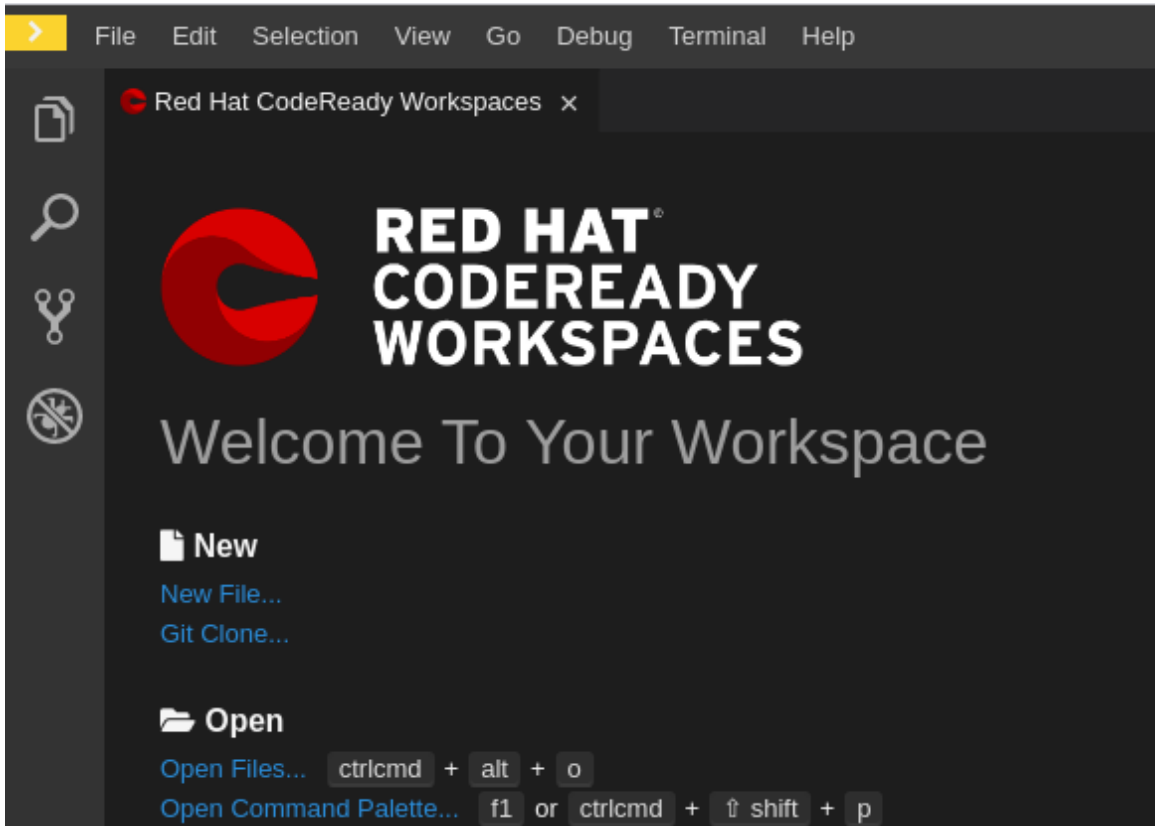 File Edit Selection View Go Debug Terminal Help
Red Hat CodeReady Workspaces ×
RED HAT®
CODEREADY
WORKSPACES
Welcome To Your Workspace
New
New File...
Git Clone...
Open
Open Files... ctrlcmd + alt + o
Open Command Palette... f1 or ctrlcmd + ⇧ shift + p